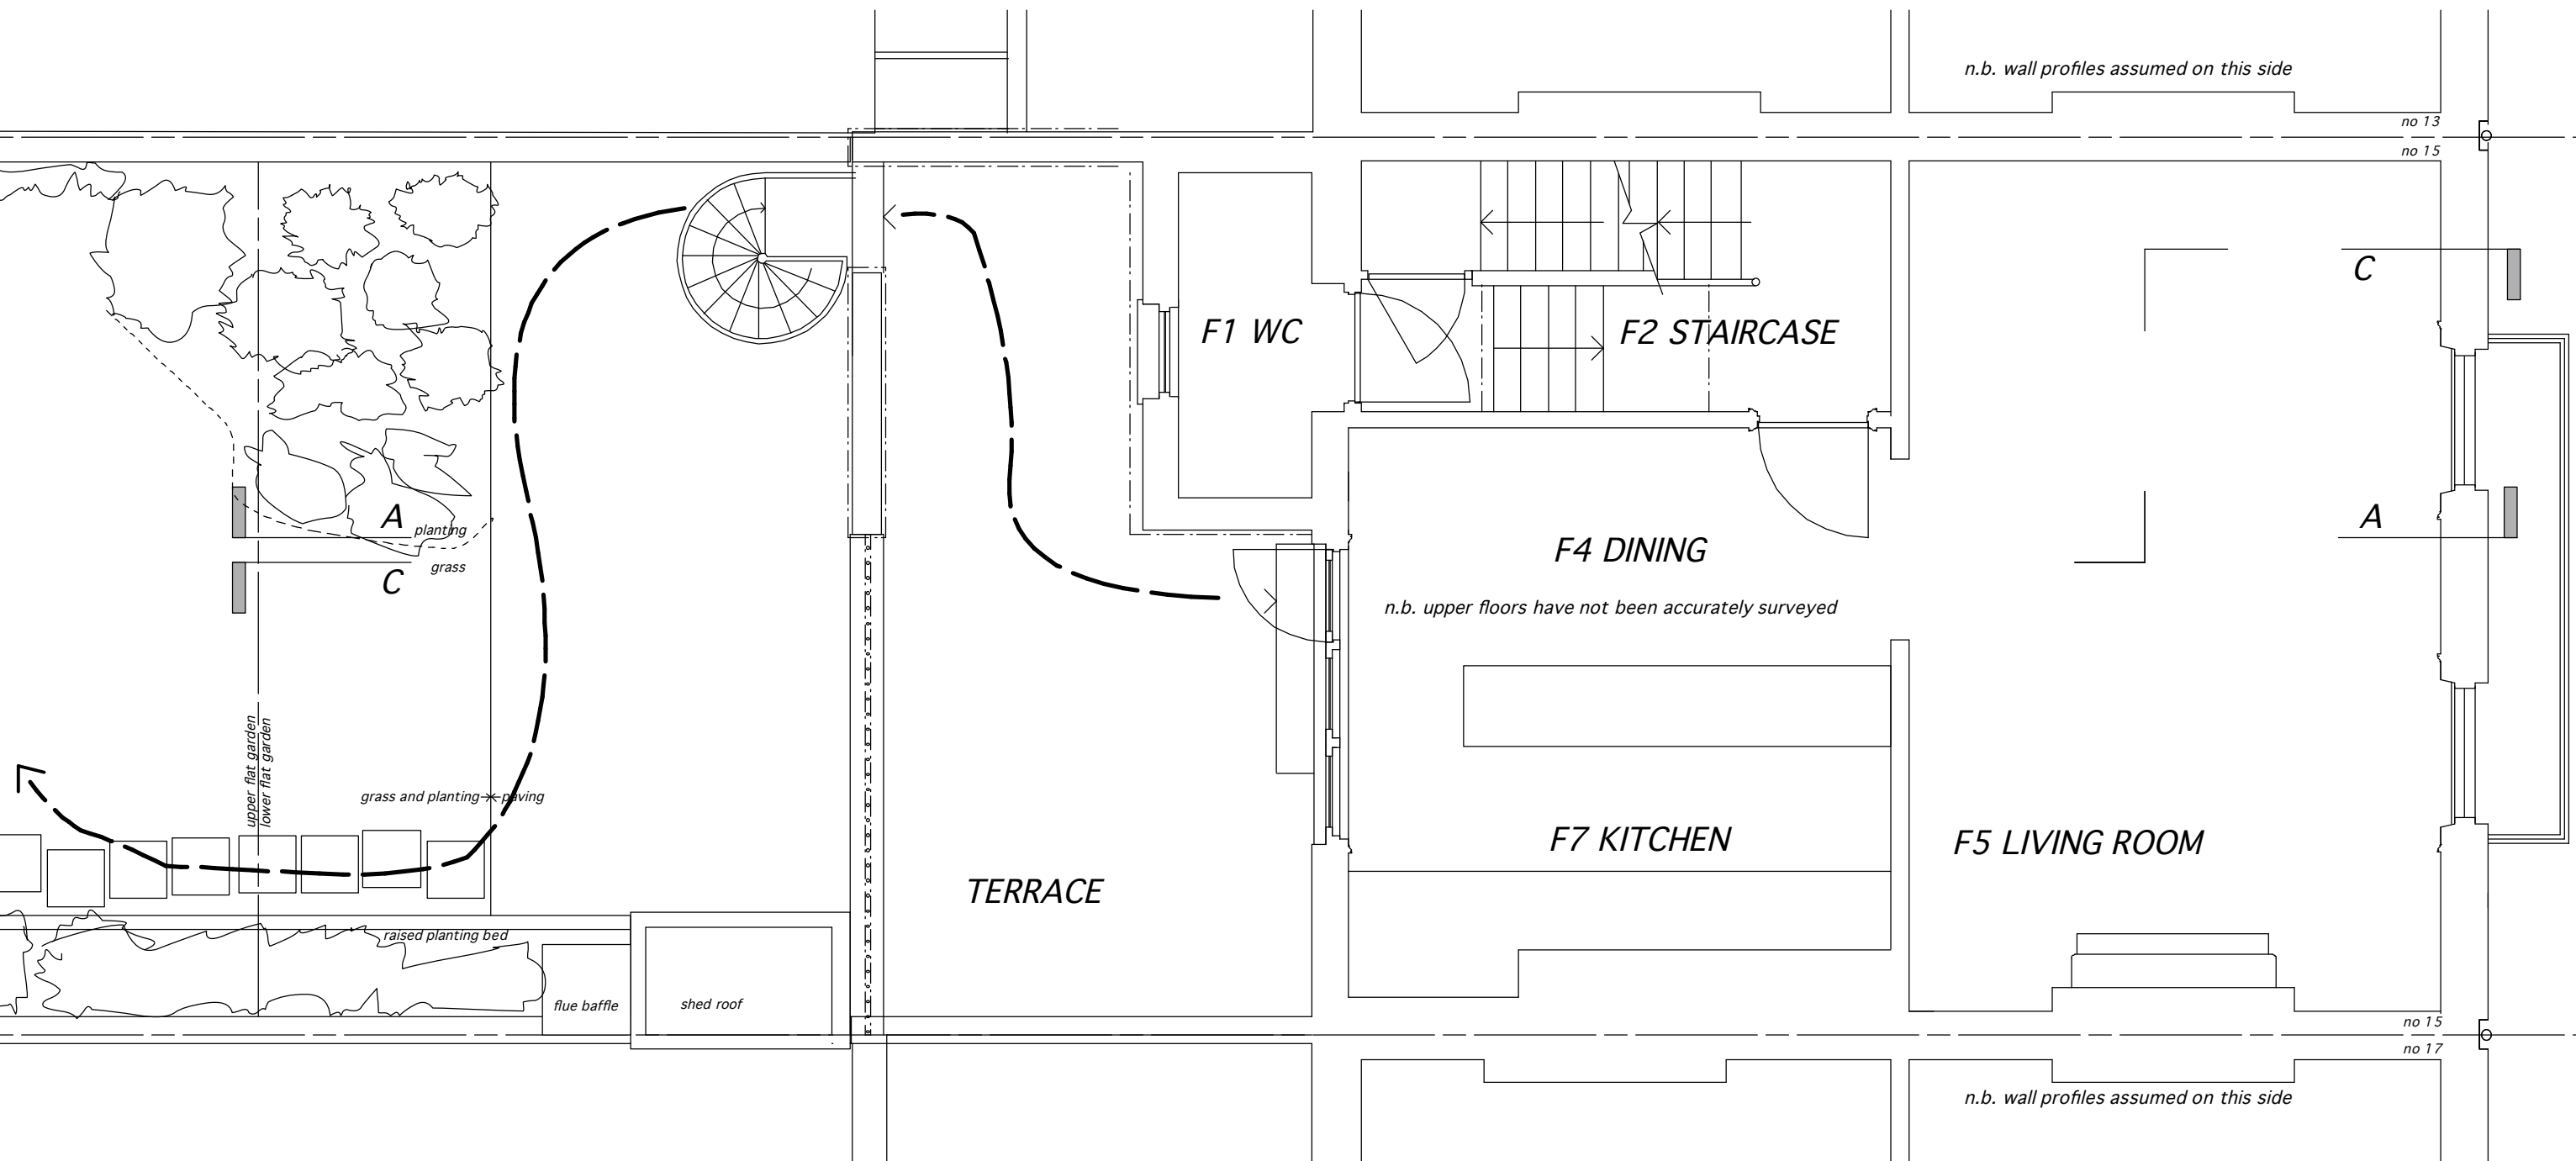 n.b. wall profiles assumed on this side
no 13
no 15
C
F1 WC
F2 STAIRCASE
A
planting
grass
C
A
F4 DINING
n.b. upper floors have not been accurately surveyed
upper flat garden
lower flat garden
grass and planting
paving
F7 KITCHEN
F5 LIVING ROOM
TERRACE
raised planting bed
flue baffle
shed roof
no 15
no 17
n.b. wall profiles assumed on this side